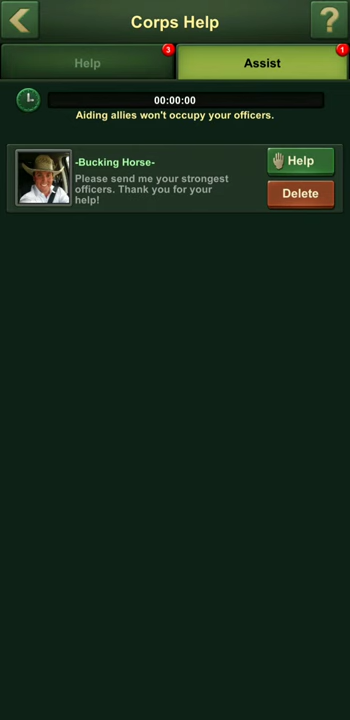 Corps Help
?
Help
3
Assist
1
00:00:00
Aiding allies won't occupy your officers.
-Bucking Horse-
Please send me your strongest
officers. Thank you for your
help!
Help
Delete